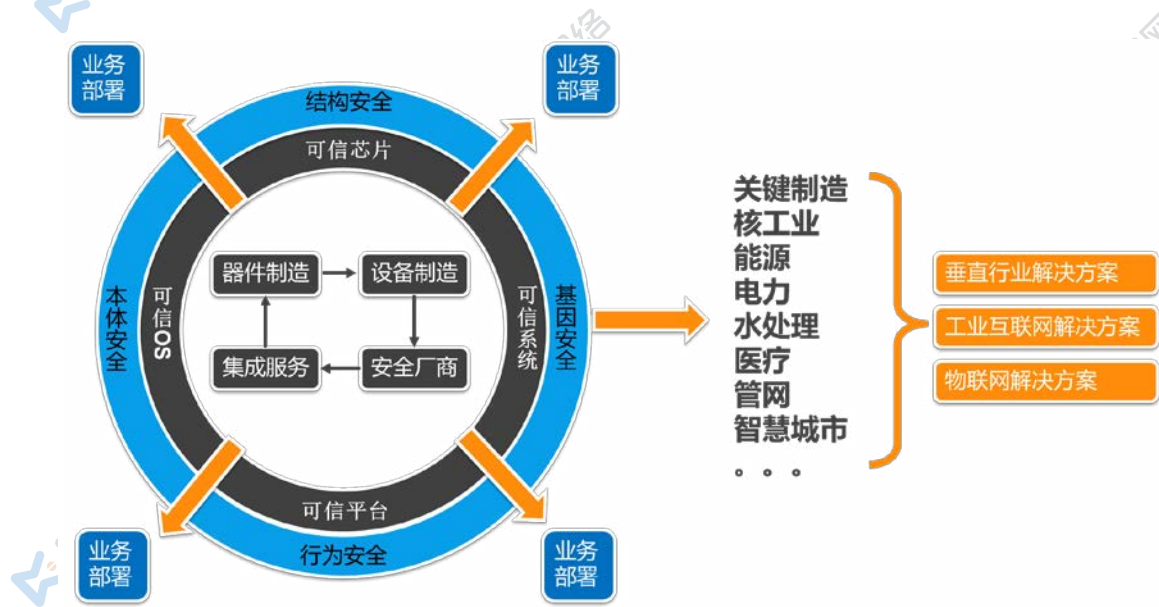 业务
部署
业务
部署
结构安全
可信芯片
本体安全
可信OS
器件制造
设备制造
集成服务
安全厂商
可信系统
基因安全
可信平台
行为安全
业务
部署
业务
部署
关键制造
核工业
能源
电力
水处理
医疗
管网
智慧城市
。。。
垂直行业解决方案
工业互联网解决方案
物联网解决方案